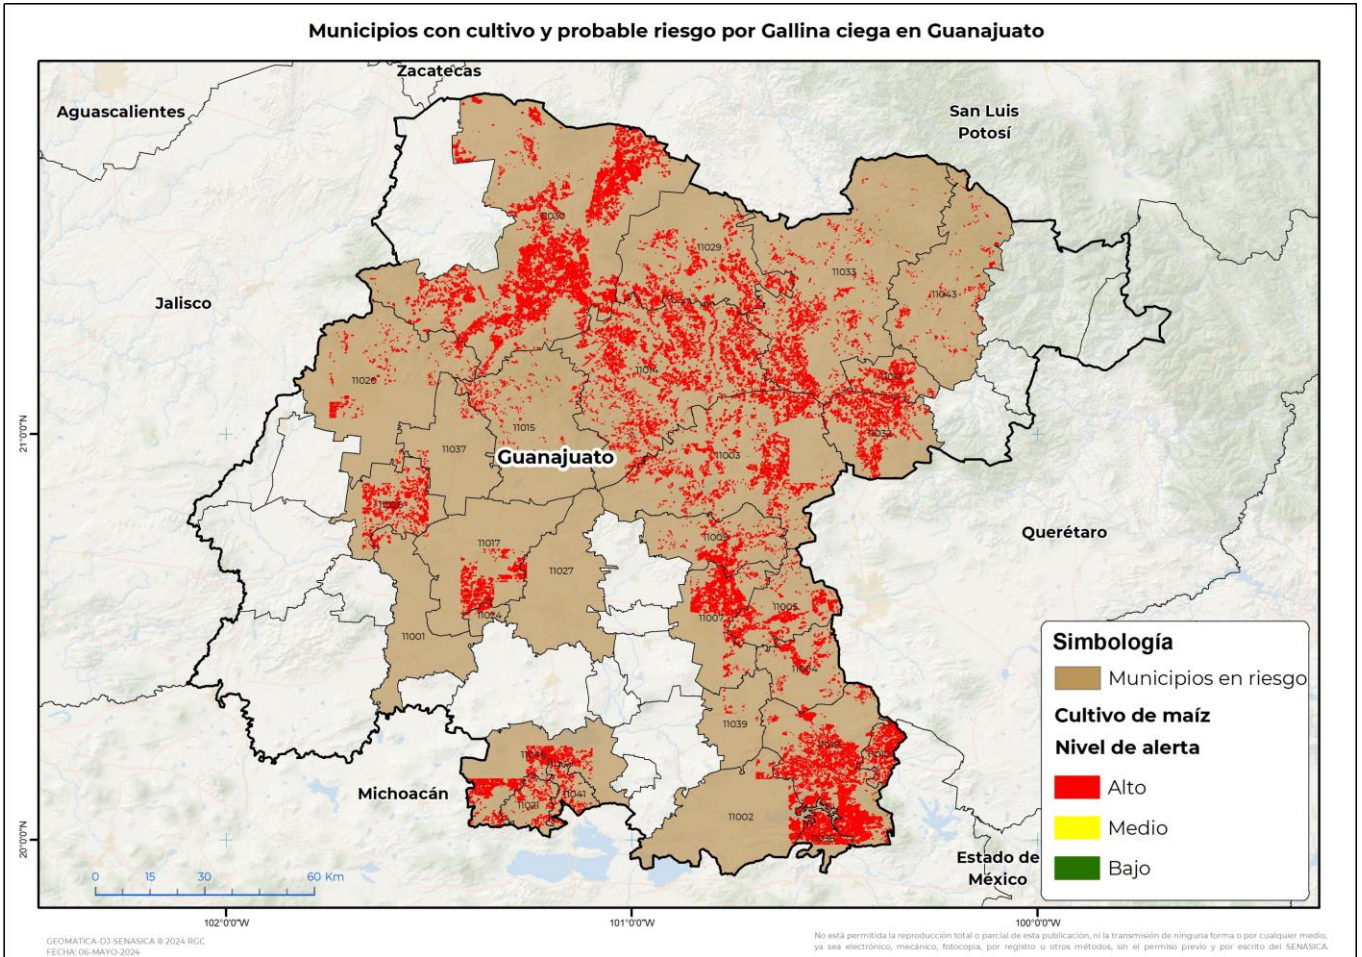 Municipios con cultivo y probable riesgo por Gallina ciega en Guanajuato
Zacatecas
Aguascalientes
San Luis
Potosí
11030
11029
11033
11043
Jalisco
11014
11020
11015
11032
21°0'0"N
11037
11003
Guanajuato
Querétaro
11017
11009
11027
11005
11007
11024
11001
11004
11039
Michoacán
11021
11041
11002
20°0'0"N
Estado de
México
Simbología
Municipios en riesgo
Cultivo de maíz
Nivel de alerta
Alto
Medio
Bajo
0 15 30 60 Km
102°0'0"W
101°0'0"W
100°0'0"W
GEOMATICA-DJ-SENASICA ® 2024 RGC
FECHA: 06-MAYO-2024
No está permitida la reproducción total o parcial de esta publicación, ni la transmisión de ninguna forma o por cualquier medio,
ya sea electrónico, mecánico, fotocopia, por registro u otros métodos, sin el permiso previo y por escrito del SENASICA.